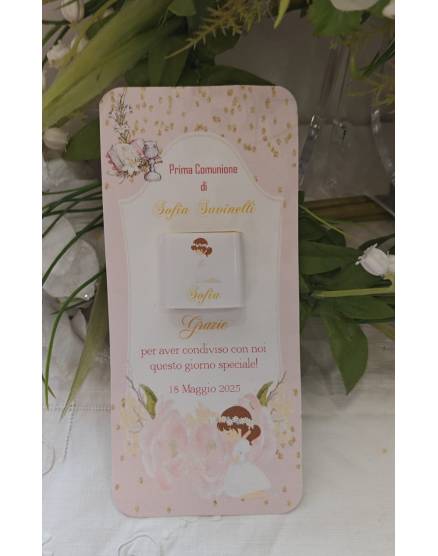 Prima Comunione
di
Sofia Savinelli
Sofia
Grazie
per aver condiviso con noi
questo giorno speciale!
18 Maggio 2025